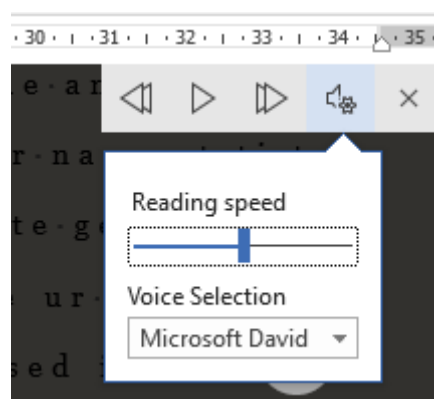 · 30 · ı · 31 · ı · 32 · ı · 33 · ı · 34 · ı · 35 ·
e · a r
r · n a
Reading speed
t e · g e
Voice Selection
u r ·
Microsoft David
s e d